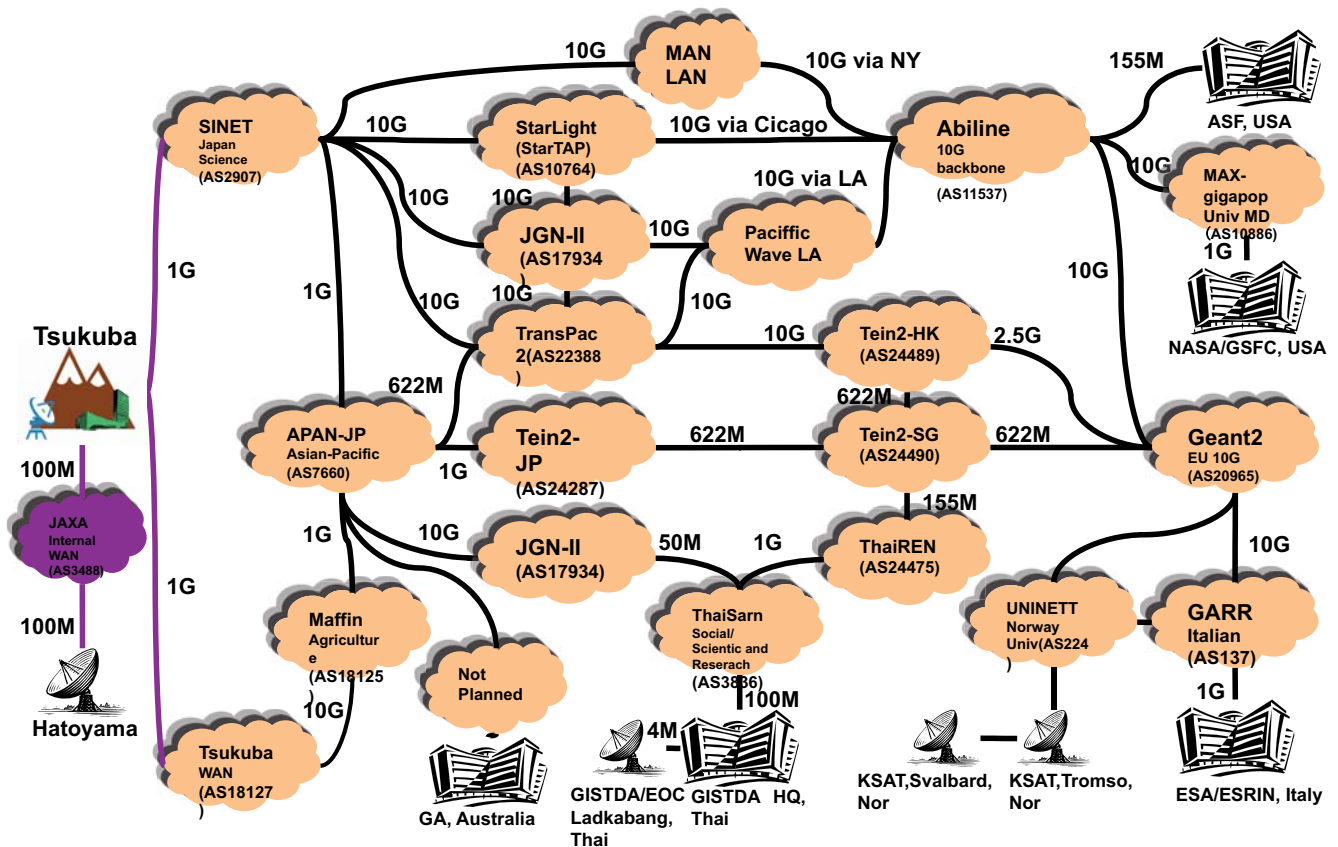 10G
MAN
LAN
10G via NY
155M
ASF, USA
SINET
Japan
Science
(AS2907)
10G
StarLight
(StarTAP)
(AS10764)
10G via Cicago
Abiline
10G
backbone
(AS11537)
10G
MAX-
gigapop
Univ MD
(AS10886)
1G
NASA/GSFC, USA
10G
10G
JGN-II
(AS17934
)
10G
10G via LA
Paciffic
Wave LA
10G
1G
1G
10G
10G
TransPac
2(AS22388
)
10G
10G
Tein2-HK
(AS24489)
2.5G
Tsukuba
622M
622M
APAN-JP
Asian-Pacific
(AS7660)
1G
Tein2-
JP
(AS24287)
622M
Tein2-SG
(AS24490)
622M
Geant2
EU 10G
(AS20965)
100M
JAXA
Internal
WAN
(AS3488)
100M
Hatoyama
1G
1G
10G
JGN-II
(AS17934)
50M
1G
155M
ThaiREN
(AS24475)
10G
Maffin
Agricultur
e
(AS18125
)
10G
Not
Planned
ThaiSarn
Social/
Scientic and
Reserach
(AS3836)
100M
4M
UNINETT
Norway
Univ(AS224
)
GARR
Italian
(AS137)
1G
Tsukuba
WAN
(AS18127
)
GA, Australia
GISTDA/EOC
Ladkabang,
Thai
GISTDA HQ,
Thai
KSAT,Svalbard,
Nor
KSAT,Tromso,
Nor
ESA/ESRIN, Italy